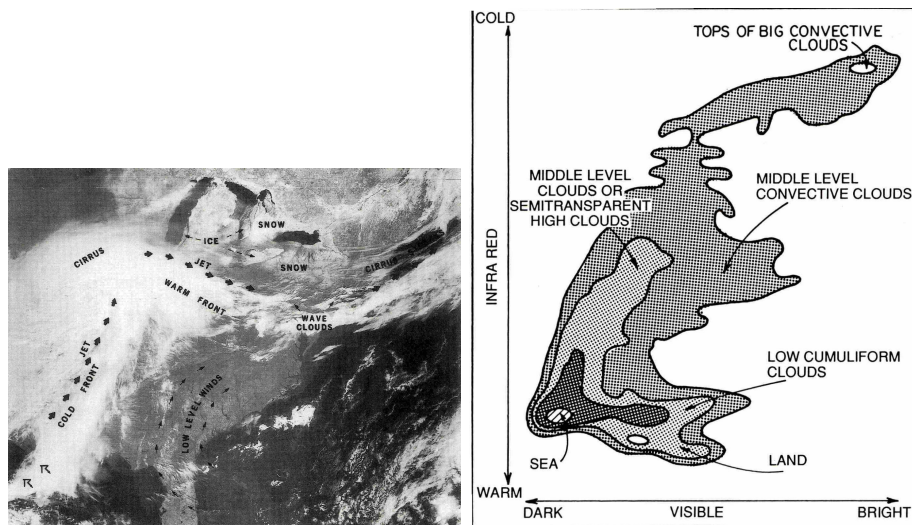 CIRRUS
ICE
SNOW
SNOW
JET
CIRRUS
WARM FRONT
WAVE
CLOUDS
JET
COLD FRONT
LOW LEVEL WINDS
R
R
COLD
TOPS OF BIG CONVECTIVE
CLOUDS
MIDDLE LEVEL
CLOUDS OR
SEMITRANSPARENT
HIGH CLOUDS
MIDDLE LEVEL
CONVECTIVE CLOUDS
INFRA RED
LOW CUMULIFORM
CLOUDS
SEA
LAND
WARM
DARK
VISIBLE
BRIGHT